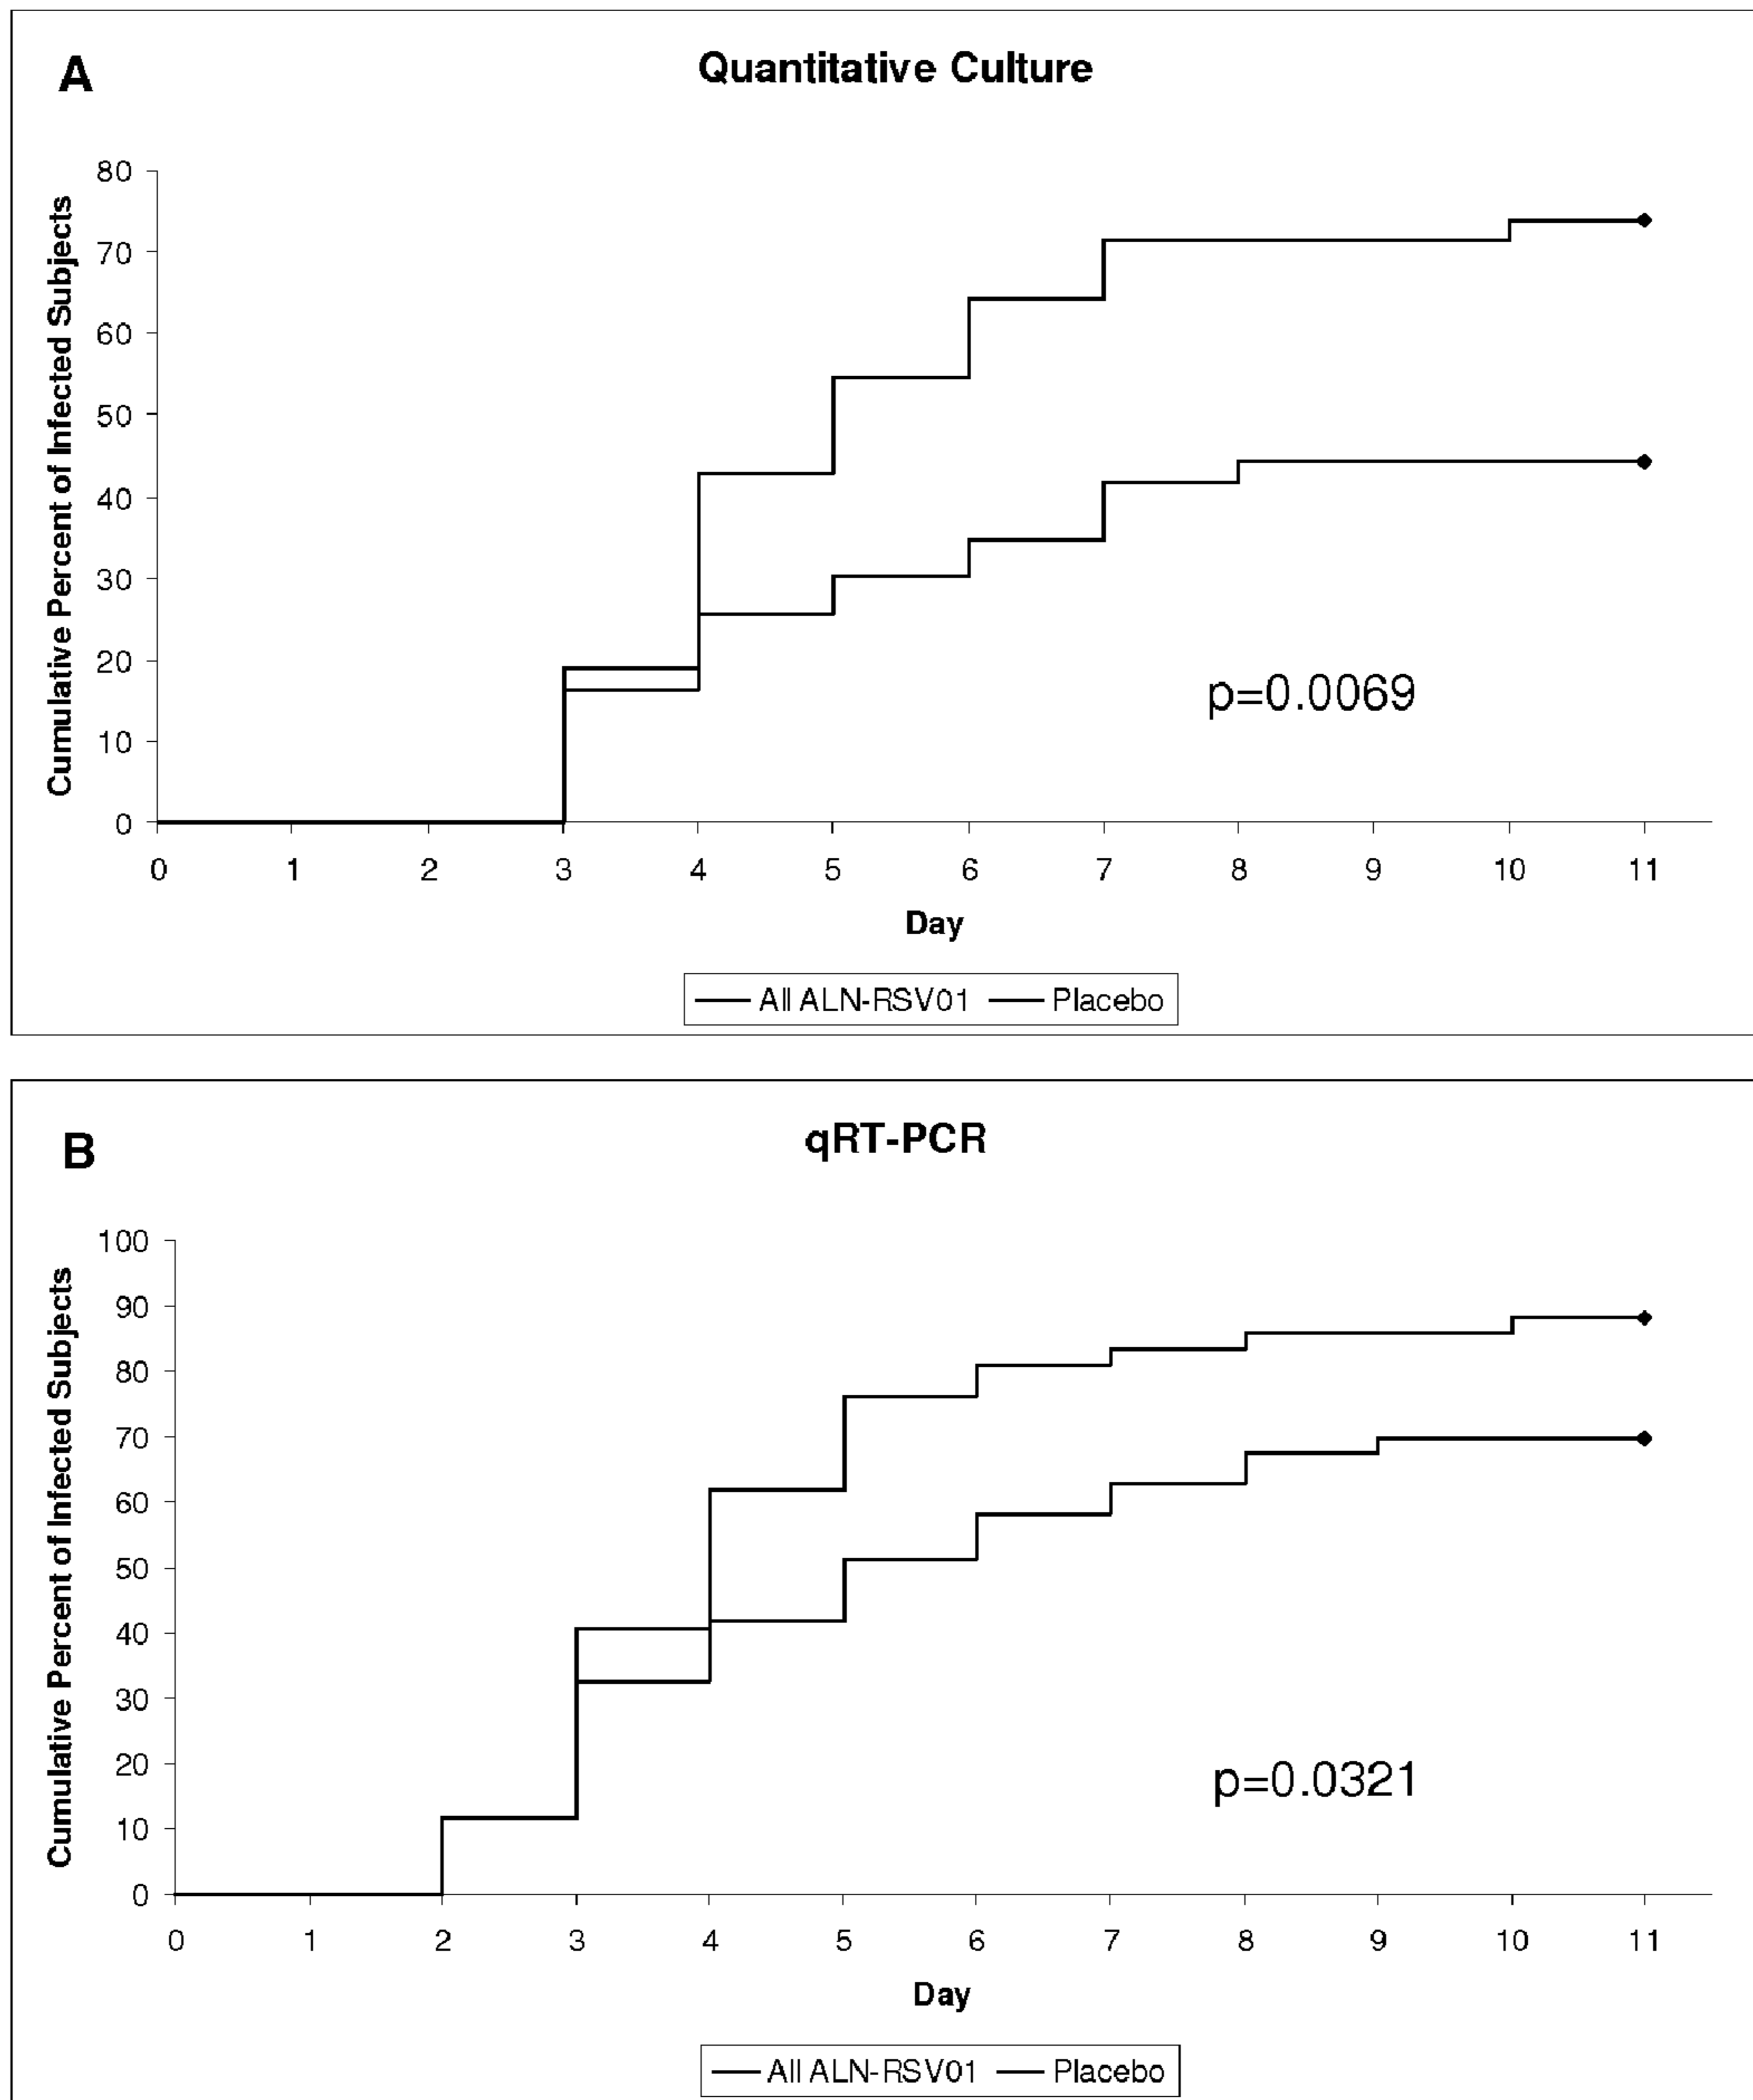 A
Quantitative Culture
Cumulative Percent of Infected Subjects
80
70
60
50
40
30
20
10
0
0 1 2 3 4 5 6 7 8 9 10 11
p=0.0069
Day
All ALN-RSV01 Placebo
B
qRT-PCR
Cumulative Percent of Infected Subjects
100
90
80
70
60
50
40
30
20
10
0
0 1 2 3 4 5 6 7 8 9 10 11
p=0.0321
Day
All ALN-RSV01 Placebo